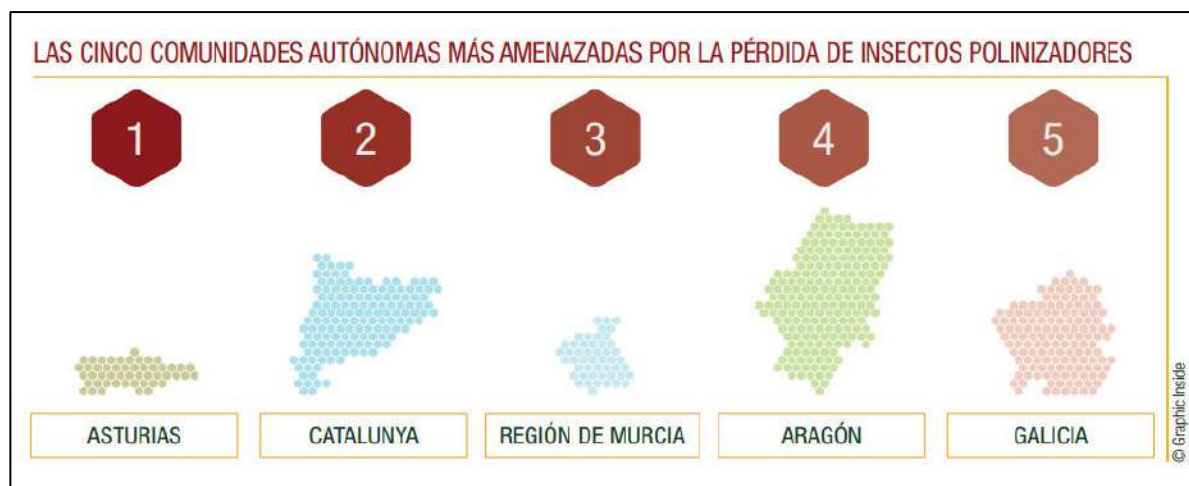 LAS CINCO COMUNIDADES AUTÓNOMAS MÁS AMENAZADAS POR LA PÉRDIDA DE INSECTOS POLINIZADORES
1 2 3 4 5
ASTURIAS CATALUNYA REGIÓN DE MURCIA ARAGÓN GALICIA
© Graphic Inside